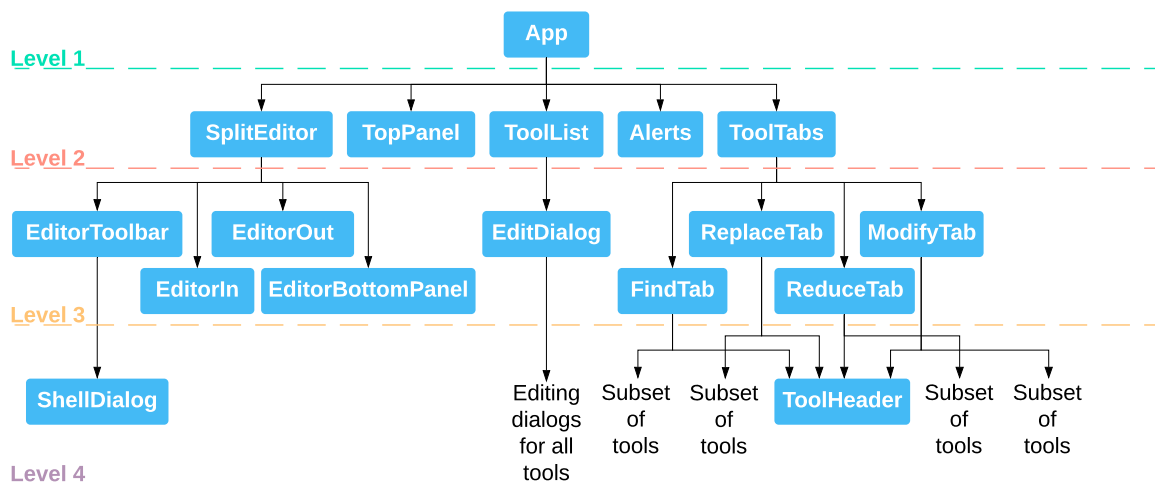 App
Level 1
SplitEditor
TopPanel
ToolList
Alerts
ToolTabs
Level 2
EditorToolbar
EditorOut
EditDialog
ReplaceTab
ModifyTab
EditorIn
EditorBottomPanel
FindTab
ReduceTab
Level 3
ShellDialog
Editing
dialogs
for all
tools
Subset
of
tools
Subset
of
tools
ToolHeader
Subset
of
tools
Subset
of
tools
Level 4